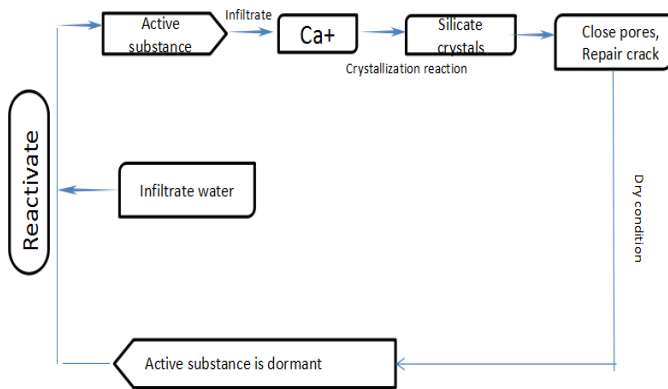 Active
substance
Infiltrate
Ca+
Crystallization reaction
Silicate
crystals
Close pores,
Repair crack
Dry condition
Reactivate
Infiltrate water
Active substance is dormant